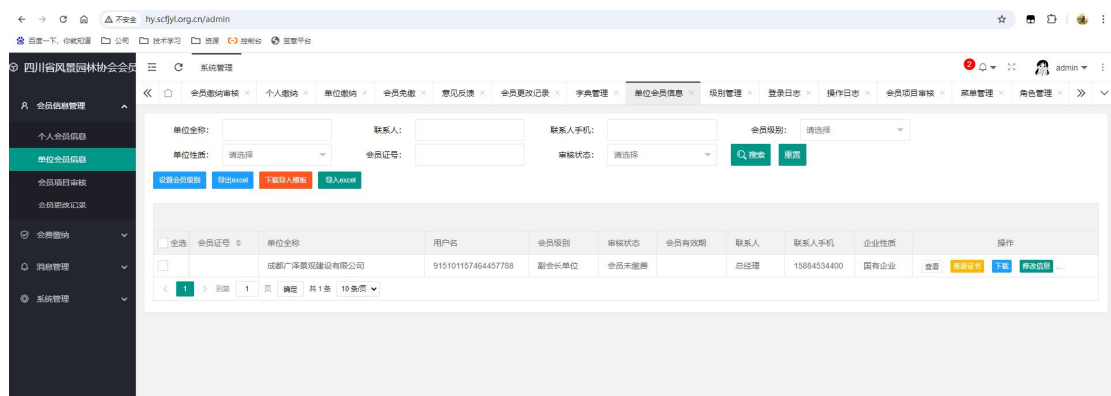 不安全 hy.scfjyl.org.cn/admin
百度一下，你就知道 公司 技术学习 资源 控制台 签章平台
四川省风景园林协会会员 系统管理 2 admin
会员缴纳审核 个人缴纳 单位缴纳 会员免缴 意见反馈 会员更改记录 字典管理 单位会员信息 级别管理 登录日志 操作日志 会员项目审核 菜单管理 角色管理
会员信息管理
个人会员信息
单位会员信息
会员项目审核
会员更改记录
会费缴纳
消息管理
系统管理
单位全称: 联系人: 联系人手机: 会员级别: 请选择
单位性质: 请选择 会员证号: 审核状态: 请选择 搜索 重置
设置会员级别 导出excel 下载导入模板 导入excel
全选 会员证号 单位全称 用户名 会员级别 审核状态 会员有效期 联系人 联系人手机 企业性质 操作
成都广泽景观建设有限公司 915101157464457788 副会长单位 会员未缴费 总经理 15884534400 国有企业 查看 查看证书 下载 修改信息 ...
1 到第 1 页 确定 共 1 条 10 条/页